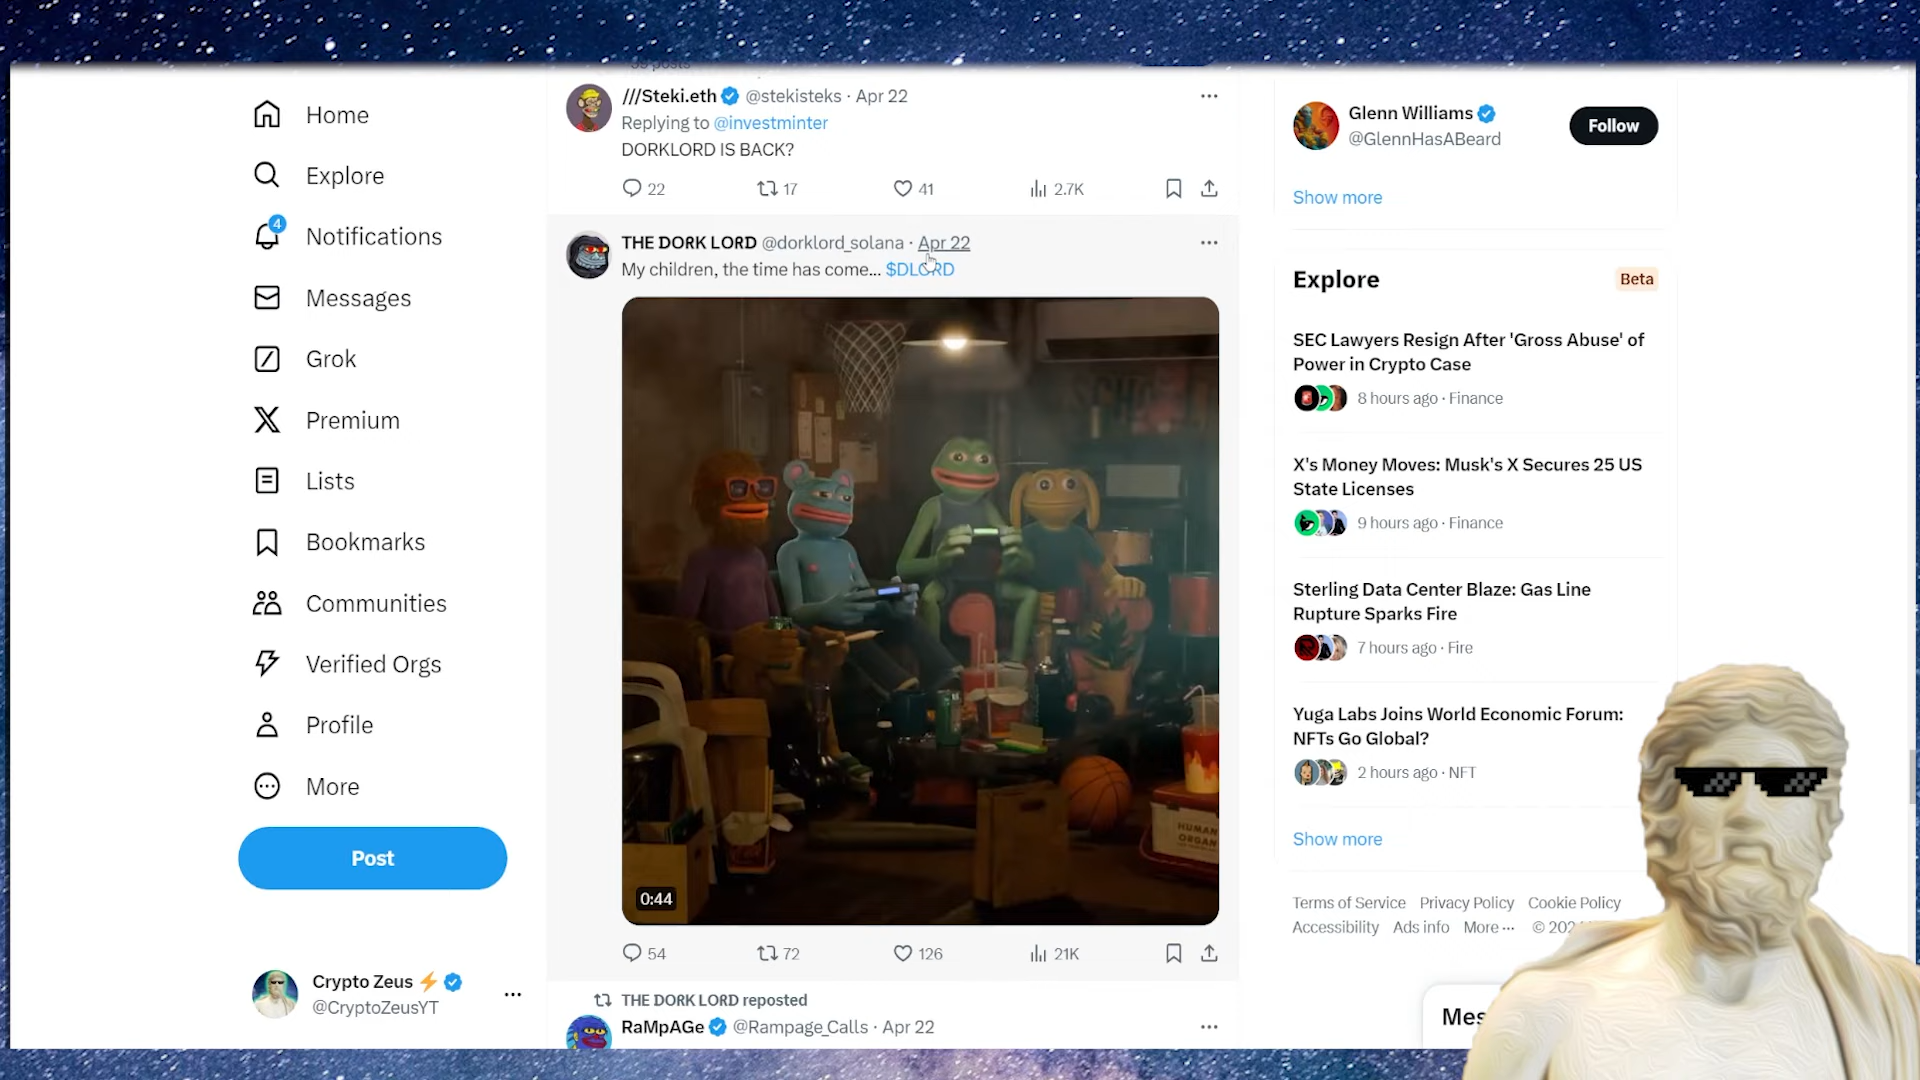 Home
Explore
4
Notifications
Messages
Grok
Premium
Lists
Bookmarks
Communities
Verified Orgs
Profile
More
Post
Crypto Zeus
@CryptoZeusYT
///Steki.eth @stekisteks · Apr 22
Replying to @investminter
DORKLORD IS BACK?
22 17 41 2.7K
THE DORK LORD @dorklord_solana · Apr 22
My children, the time has come... $DLORD
HUMAN
ORGAN
0:44
54 72 126 21K
THE DORK LORD reposted
RaMpAGe @Rampage_Calls · Apr 22
Glenn Williams
@GlennHasABeard
Follow
Show more
Explore
Beta
SEC Lawyers Resign After 'Gross Abuse' of
Power in Crypto Case
8 hours ago · Finance
X's Money Moves: Musk's X Secures 25 US
State Licenses
9 hours ago · Finance
Sterling Data Center Blaze: Gas Line
Rupture Sparks Fire
7 hours ago · Fire
Yuga Labs Joins World Economic Forum:
NFTs Go Global?
2 hours ago · NFT
Show more
Terms of Service Privacy Policy Cookie Policy
Accessibility Ads info More ··· © 202
Mes